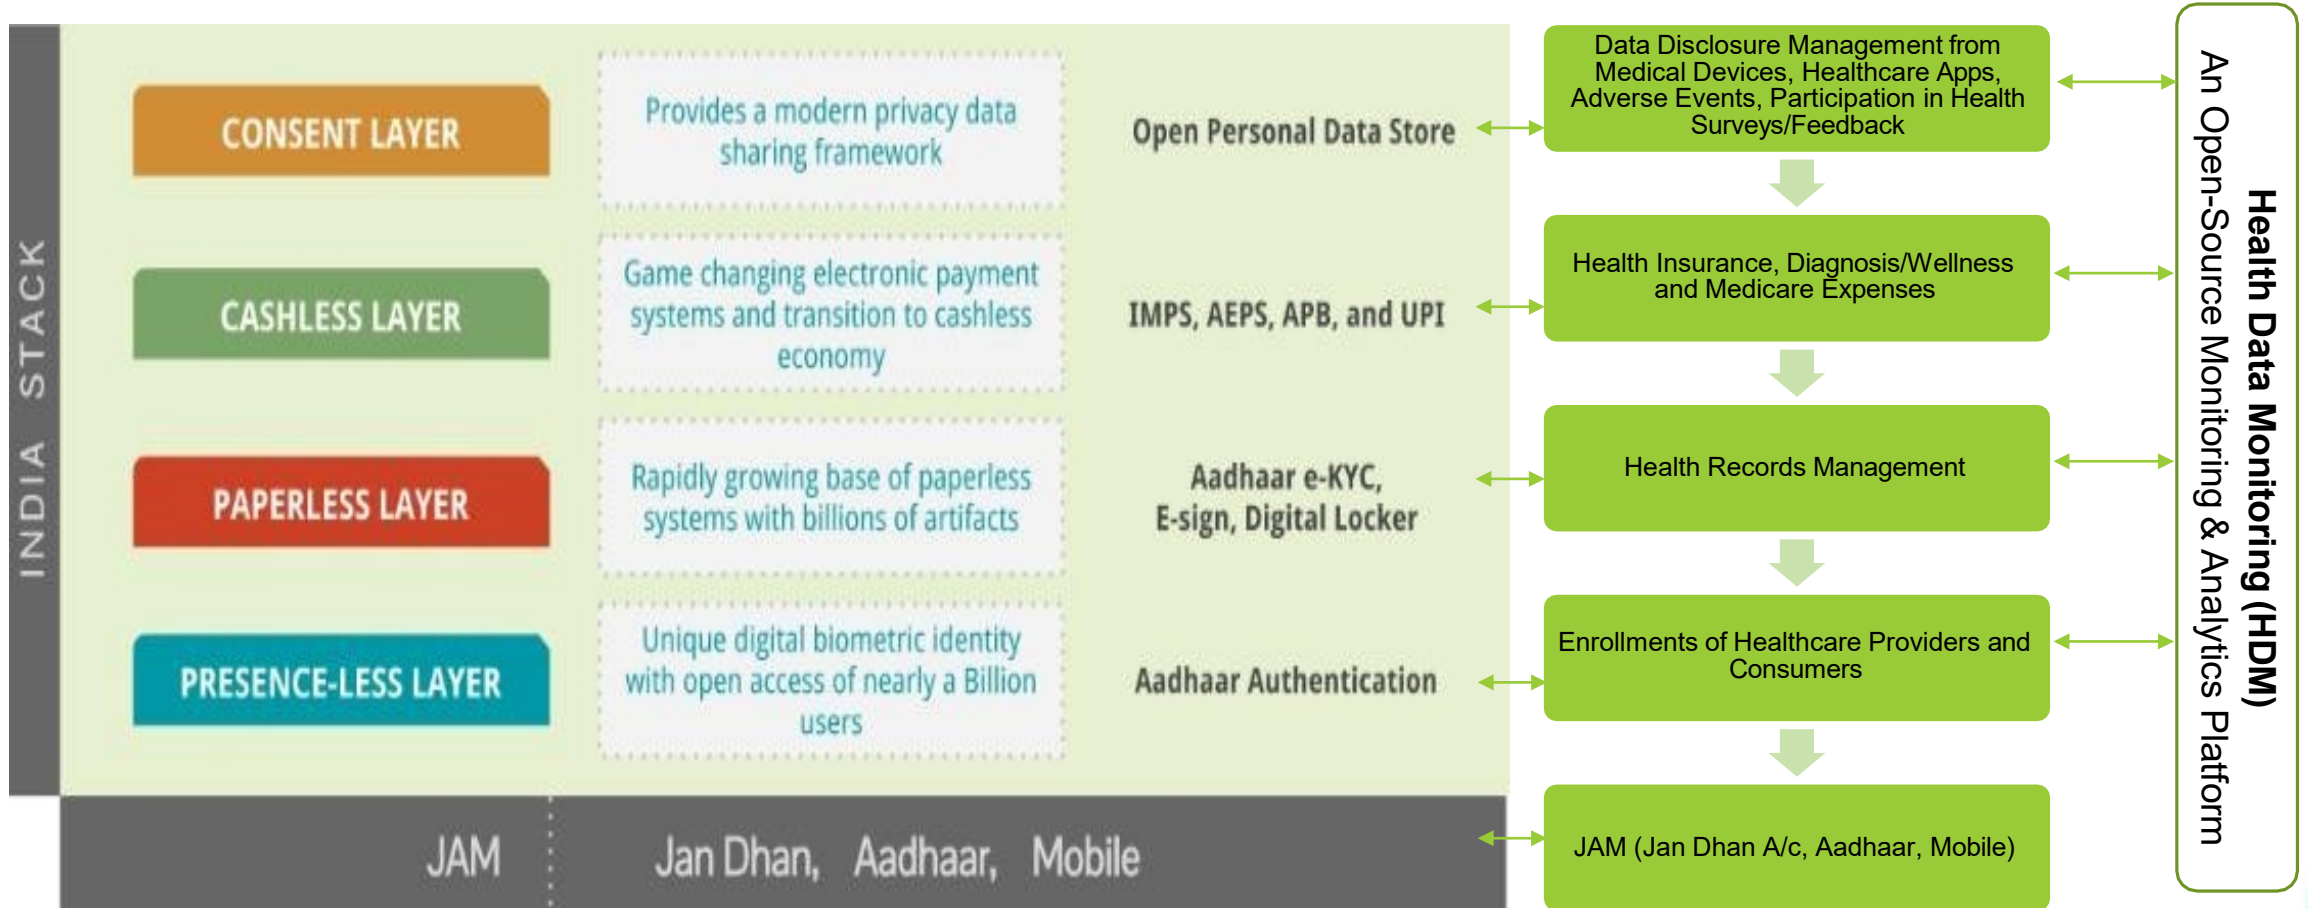 INDIA STACK
CONSENT LAYER
Provides a modern privacy data
sharing framework
Open Personal Data Store
Data Disclosure Management from
Medical Devices, Healthcare Apps,
Adverse Events, Participation in Health
Surveys/Feedback
CASHLESS LAYER
Game changing electronic payment
systems and transition to cashless
economy
IMPS, AEPS, APB, and UPI
Health Insurance, Diagnosis/Wellness
and Medicare Expenses
PAPERLESS LAYER
Rapidly growing base of paperless
systems with billions of artifacts
Aadhaar e-KYC,
E-sign, Digital Locker
Health Records Management
PRESENCE-LESS LAYER
Unique digital biometric identity
with open access of nearly a Billion
users
Aadhaar Authentication
Enrollments of Healthcare Providers and
Consumers
JAM
Jan Dhan, Aadhaar, Mobile
JAM (Jan Dhan A/c, Aadhaar, Mobile)
Health Data Monitoring (HDM)
An Open-Source Monitoring & Analytics Platform